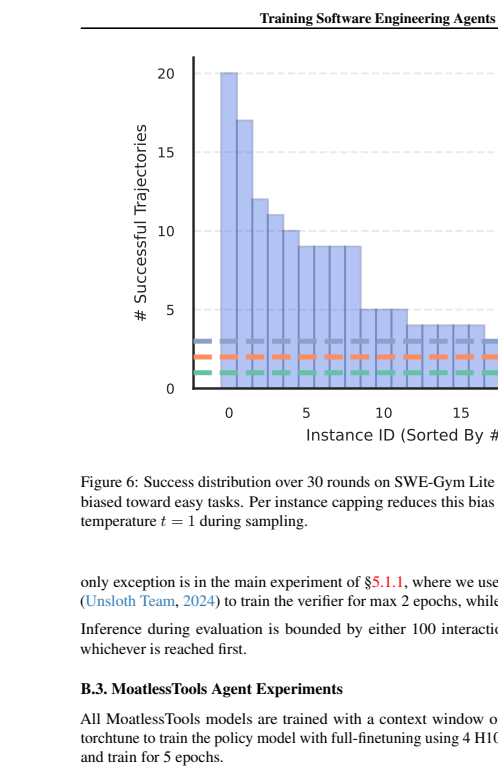 Training Software Engineering Agents
20
15
10
5
0
# Successful Trajectories
0 5 10 15
Instance ID (Sorted By #
Figure 6: Success distribution over 30 rounds on SWE-Gym Lite
biased toward easy tasks. Per instance capping reduces this bias
temperature t = 1 during sampling.
only exception is in the main experiment of §5.1.1, where we use
(Unsloth Team, 2024) to train the verifier for max 2 epochs, while
Inference during evaluation is bounded by either 100 interactio
whichever is reached first.
B.3. MoatlessTools Agent Experiments
All MoatlessTools models are trained with a context window o
torchtune to train the policy model with full-finetuning using 4 H10
and train for 5 epochs.